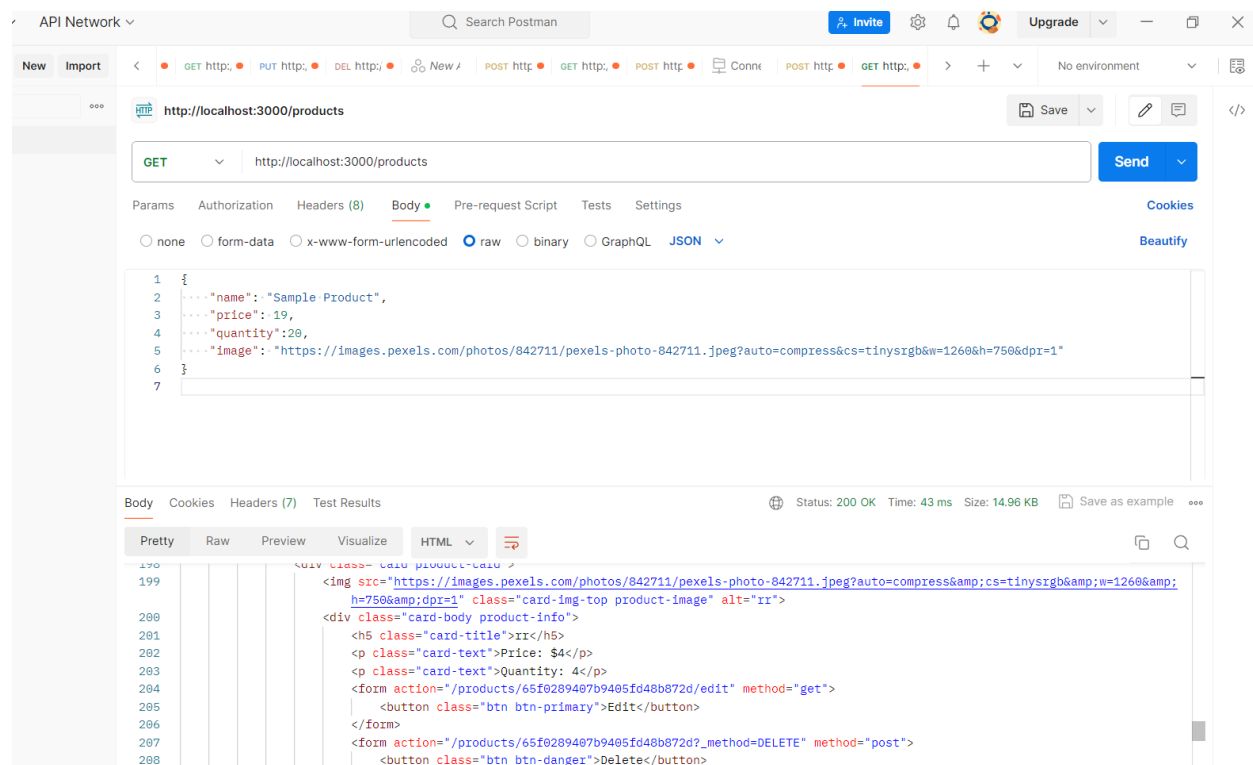 API Network
Search Postman
Invite
Upgrade
New Import
GET http:, PUT http:, DEL http:/ New A POST http GET http:, POST http Conne POST http GET http:, No environment
HTTP http://localhost:3000/products
Save
GET http://localhost:3000/products
Send
Params Authorization Headers (8) Body Pre-request Script Tests Settings Cookies
none form-data x-www-form-urlencoded raw binary GraphQL JSON Beautify
1 {
2 "name": "Sample Product",
3 "price": 19,
4 "quantity":20,
5 "image": "https://images.pexels.com/photos/842711/pexels-photo-842711.jpeg?auto=compress&cs=tinysrgb&w=1260&h=750&dpr=1"
6 }
7
Body Cookies Headers (7) Test Results Status: 200 OK Time: 43 ms Size: 14.96 KB Save as example
Pretty Raw Preview Visualize HTML
198 <div class="card product-card">
199 <img src="https://images.pexels.com/photos/842711/pexels-photo-842711.jpeg?auto=compress&amp;cs=tinysrgb&amp;w=1260&amp;
h=750&amp;dpr=1" class="card-img-top product-image" alt="rr">
200 <div class="card-body product-info">
201 <h5 class="card-title">rr</h5>
202 <p class="card-text">Price: $4</p>
203 <p class="card-text">Quantity: 4</p>
204 <form action="/products/65f0289407b9405fd48b872d/edit" method="get">
205 <button class="btn btn-primary">Edit</button>
206 </form>
207 <form action="/products/65f0289407b9405fd48b872d?_method=DELETE" method="post">
208 <button class="btn btn-danger">Delete</button>